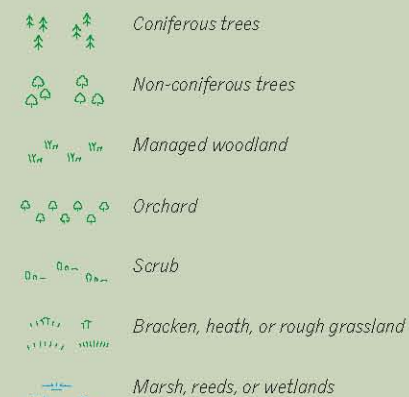 Coniferous trees
Non-coniferous trees
Managed woodland
Orchard
Scrub
Bracken, heath, or rough grassland
Marsh, reeds, or wetlands